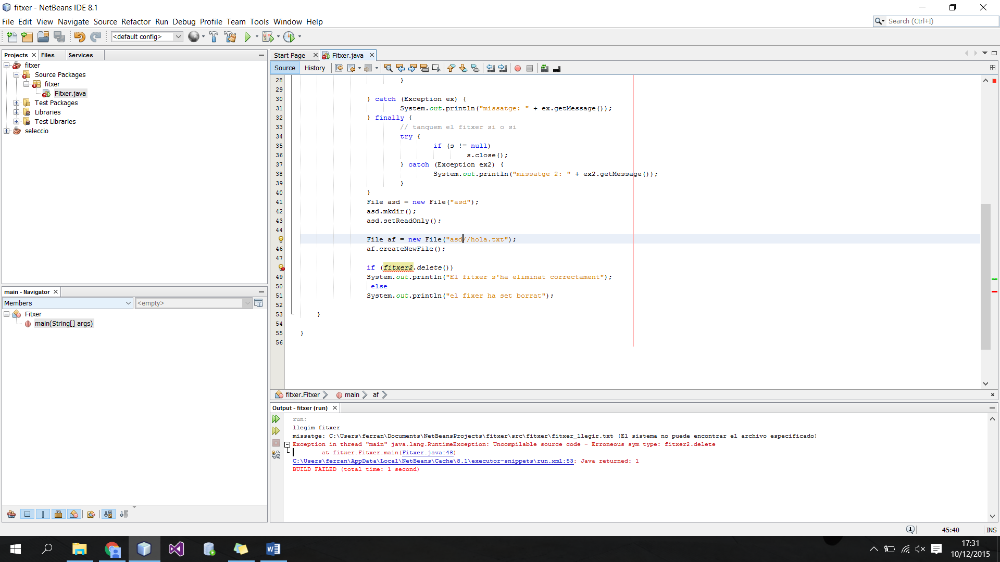 fitxer - NetBeans IDE 8.1
File Edit View Navigate Source Refactor Run Debug Profile Team Tools Window Help
Search (Ctrl+I)
<default config>
Projects Files Services
fitxer
Source Packages
fitxer
Fitxer.java
Test Packages
Libraries
Test Libraries
seleccio
main - Navigator
Members <empty>
Fitxer
main(String[] args)
Start Page Fitxer.java
Source History
28 }
29
30 } catch (Exception ex) {
31 System.out.println("missatge: " + ex.getMessage());
32 } finally {
33 // tanquem el fitxer si o si
34 try {
35 if (s != null)
36 s.close();
37 } catch (Exception ex2) {
38 System.out.println("missatge 2: " + ex2.getMessage());
39 }
40 }
41 File asd = new File("asd");
42 asd.mkdir();
43 asd.setReadOnly();
44
File af = new File("asd//hola.txt");
46 af.createNewFile();
47
if (fitxer2.delete())
49 System.out.println("El fitxer s'ha eliminat correctament");
50 else
51 System.out.println("el fixer ha set borrat");
52
53 }
54
55 }
56
fitxer.Fitxer main af
Output - fitxer (run)
run:
llegim fitxer
missatge: C:\Users\ferran\Documents\NetBeansProjects\fitxer\src\fitxer\fitxer_llegir.txt (El sistema no puede encontrar el archivo especificado)
Exception in thread "main" java.lang.RuntimeException: Uncompilable source code - Erroneous sym type: fitxer2.delete
at fitxer.Fitxer.main(Fitxer.java:48)
C:\Users\ferran\AppData\Local\NetBeans\Cache\8.1\executor-snippets\run.xml:53: Java returned: 1
BUILD FAILED (total time: 1 second)
1 45:40 INS
17:31
10/12/2015